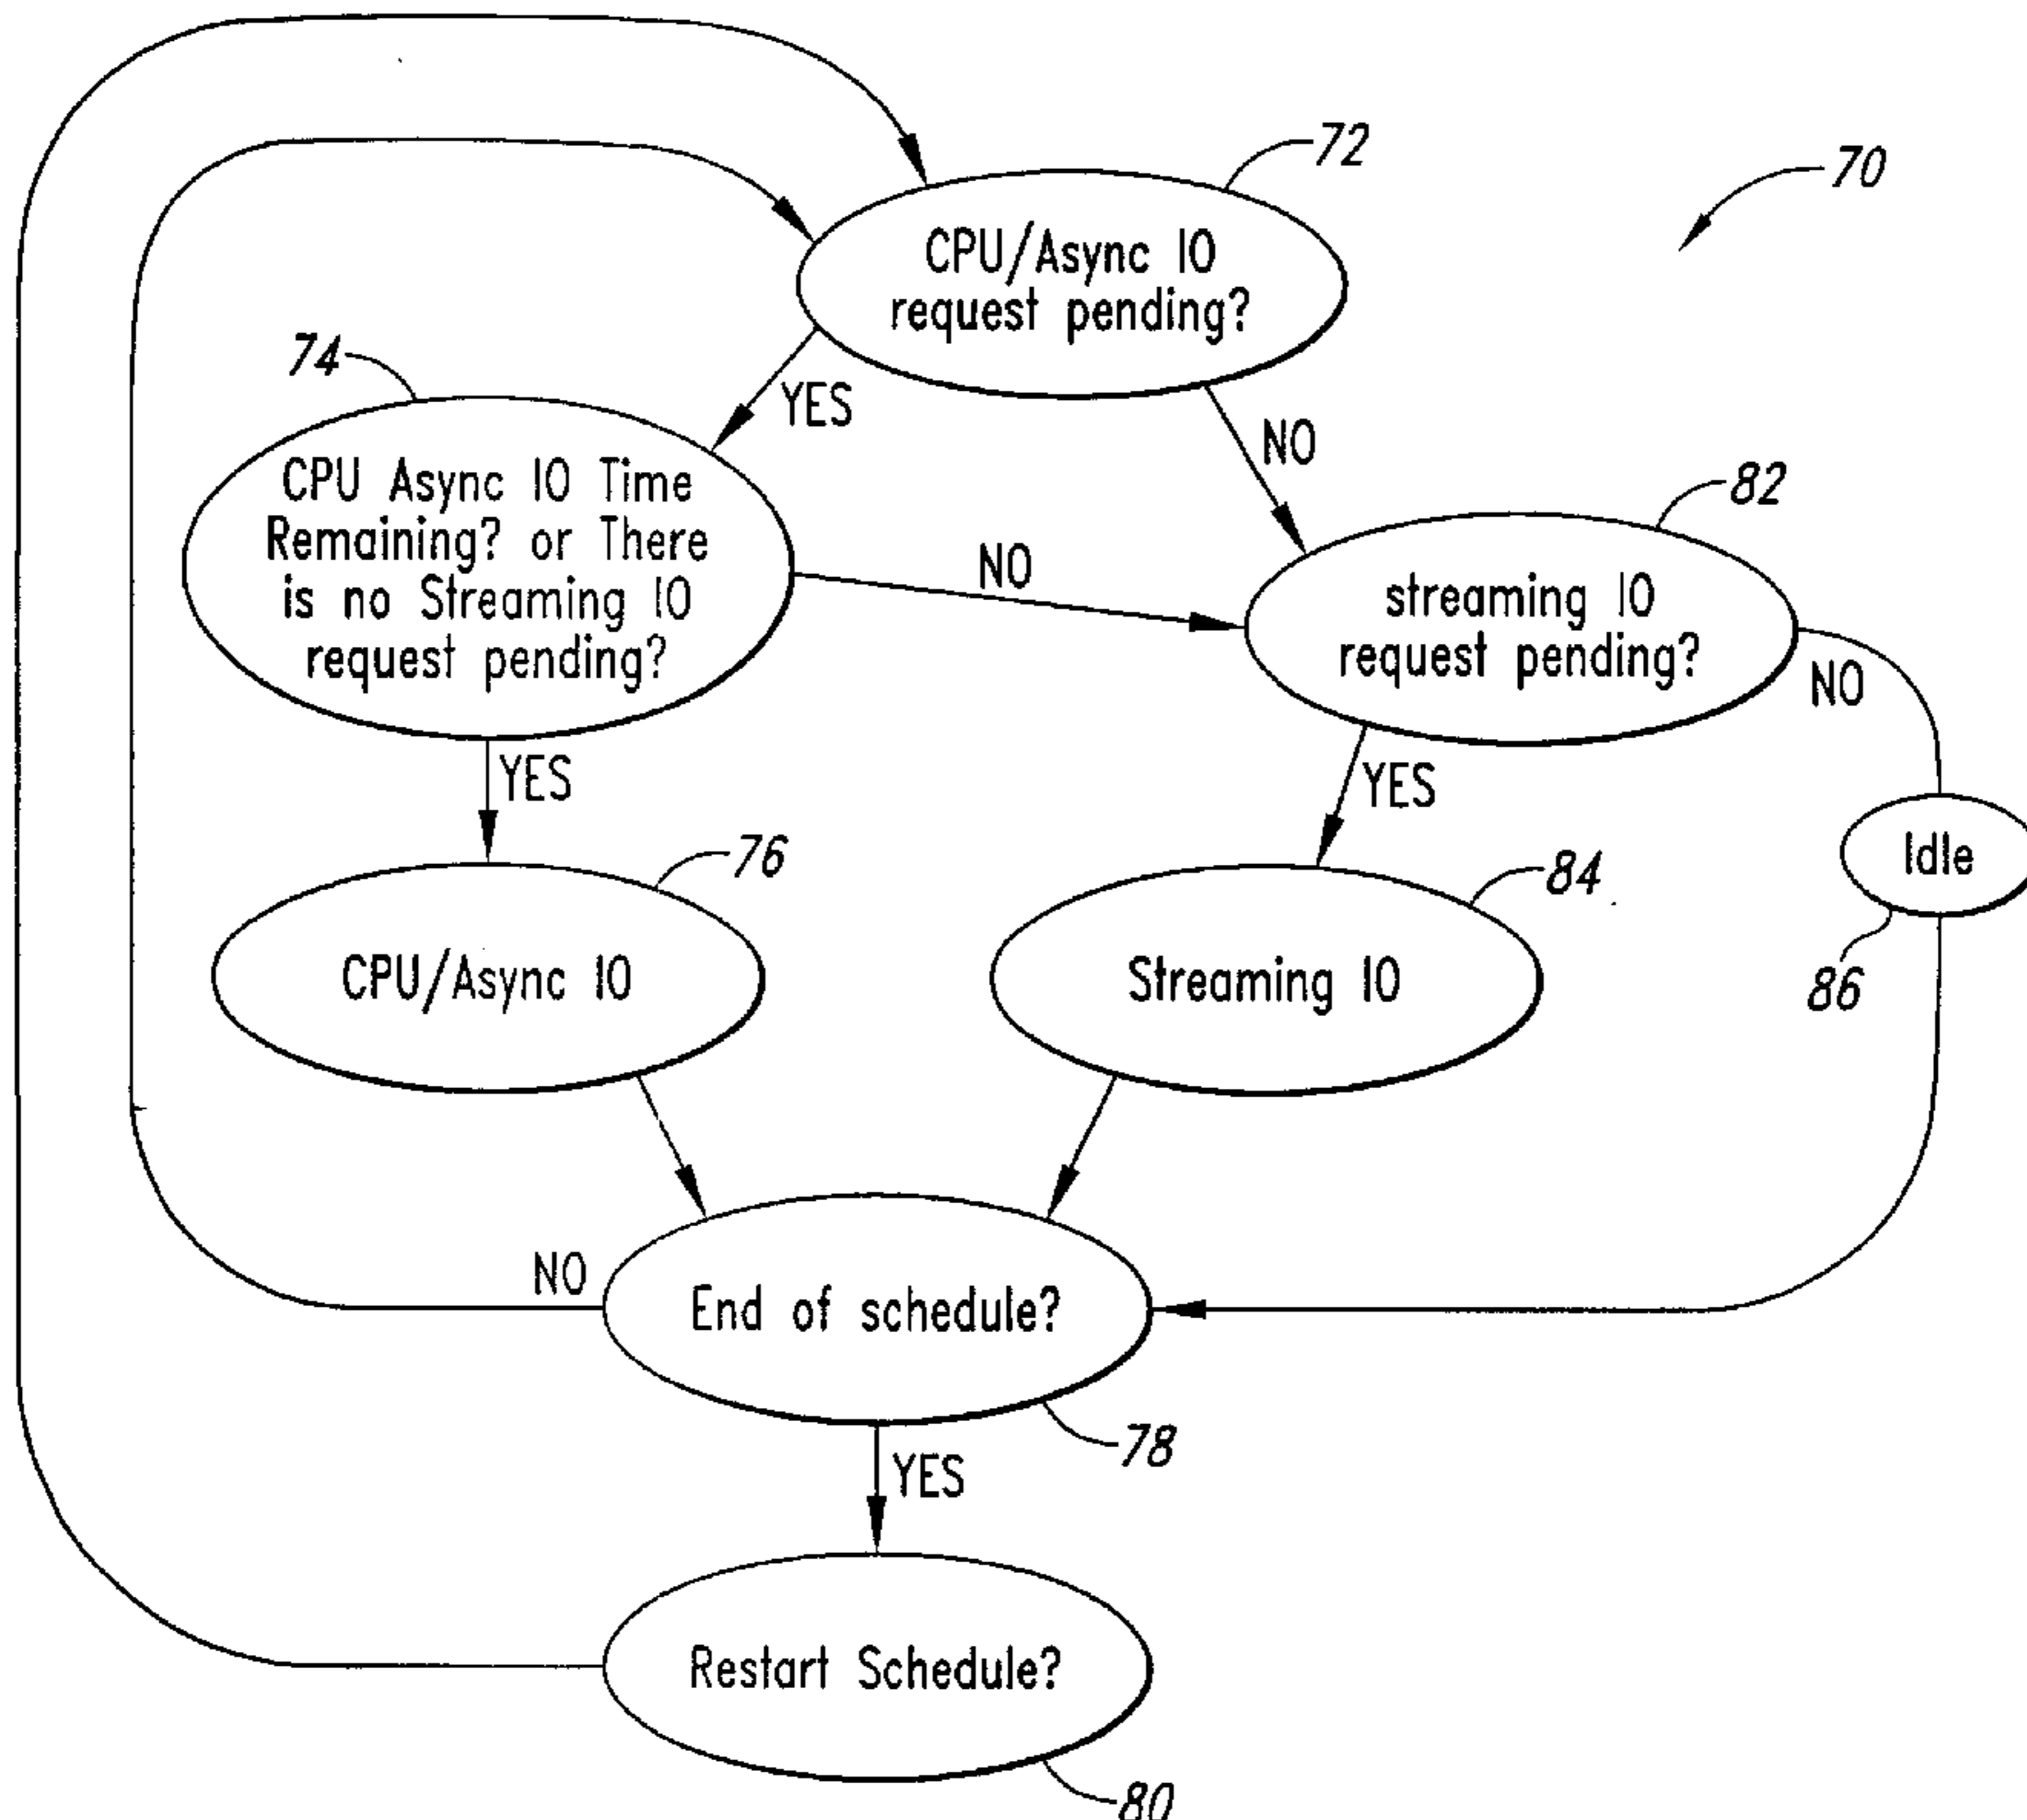 72
70
CPU/Async IO
request pending?
74
YES
NO
CPU Async IO Time
Remaining? or There
is no Streaming IO
request pending?
NO
82
streaming IO
request pending?
NO
YES
YES
Idle
86
76
CPU/Async IO
84
Streaming IO
NO
End of schedule?
78
YES
Restart Schedule?
80